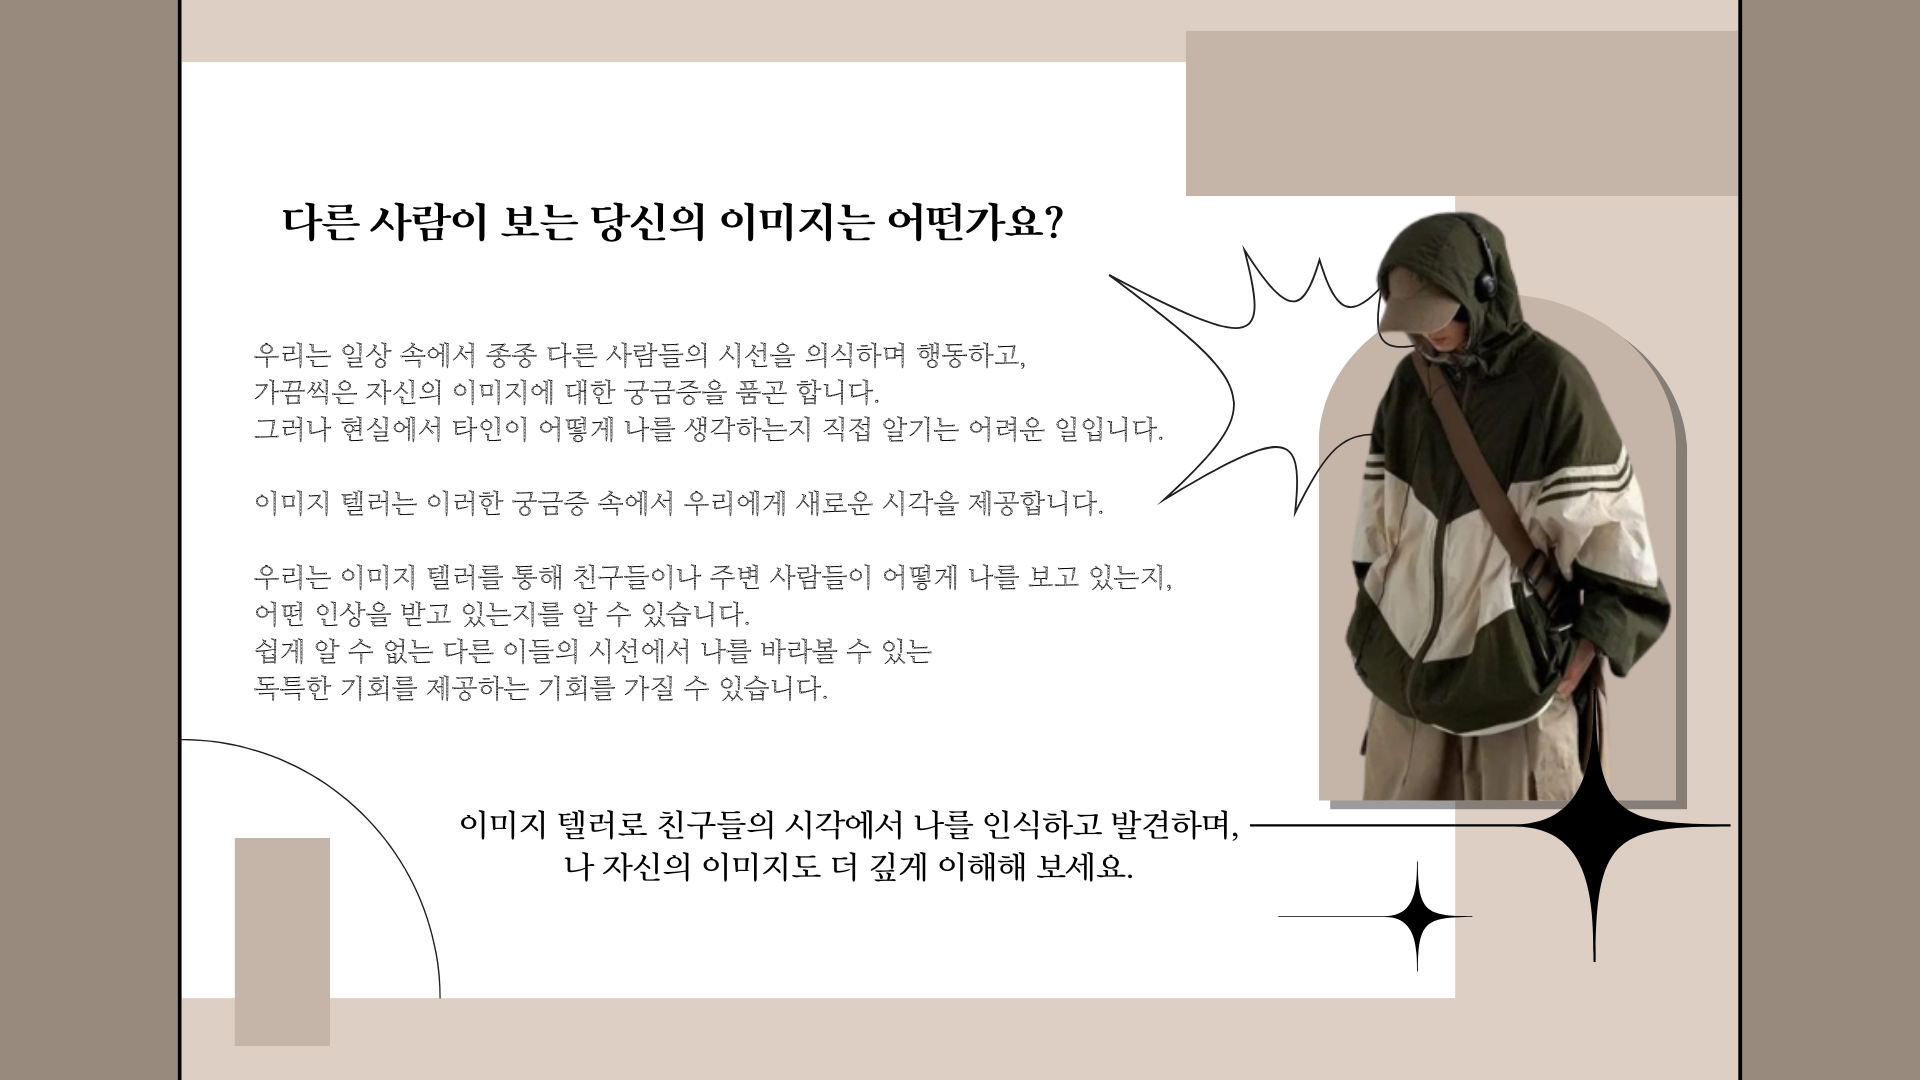 다른 사람이 보는 당신의 이미지는 어떤가요?
우리는 일상 속에서 종종 다른 사람들의 시선을 의식하며 행동하고,
가끔씩은 자신의 이미지에 대한 궁금증을 품곤 합니다.
그러나 현실에서 타인이 어떻게 나를 생각하는지 직접 알기는 어려운 일입니다.
이미지 텔러는 이러한 궁금증 속에서 우리에게 새로운 시각을 제공합니다.
우리는 이미지 텔러를 통해 친구들이나 주변 사람들이 어떻게 나를 보고 있는지,
어떤 인상을 받고 있는지를 알 수 있습니다.
쉽게 알 수 없는 다른 이들의 시선에서 나를 바라볼 수 있는
독특한 기회를 제공하는 기회를 가질 수 있습니다.
이미지 텔러로 친구들의 시각에서 나를 인식하고 발견하며,
나 자신의 이미지도 더 깊게 이해해 보세요.